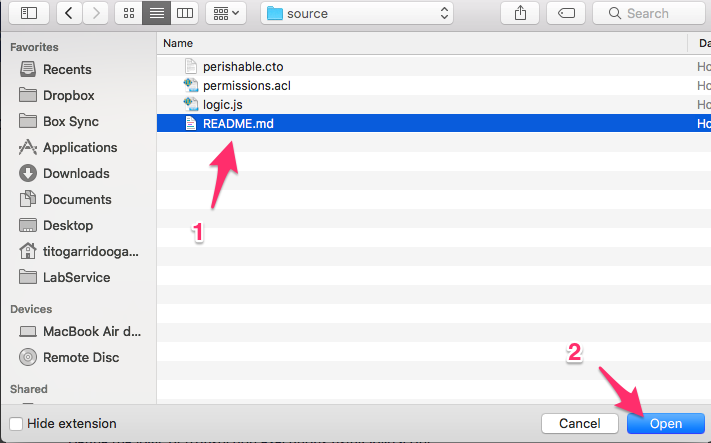 source
Search
Favorites
Recents
Dropbox
Box Sync
Applications
Downloads
Documents
Desktop
titogarridooga...
LabService
Devices
MacBook Air d...
Remote Disc
Shared
Name
Da
perishable.cto
Ho
permissions.acl
Ho
logic.js
Ho
README.md
Ho
1
2
Hide extension
Cancel
Open